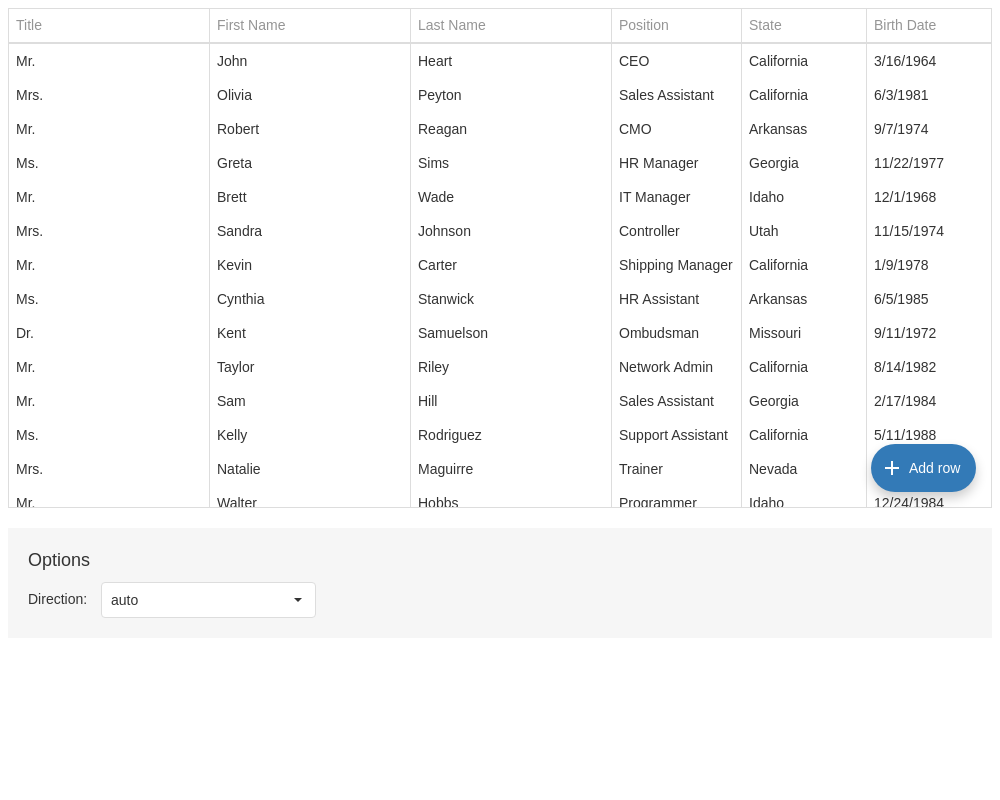 Title First Name Last Name Position State Birth Date
Mr. John Heart CEO California 3/16/1964
Mrs. Olivia Peyton Sales Assistant California 6/3/1981
Mr. Robert Reagan CMO Arkansas 9/7/1974
Ms. Greta Sims HR Manager Georgia 11/22/1977
Mr. Brett Wade IT Manager Idaho 12/1/1968
Mrs. Sandra Johnson Controller Utah 11/15/1974
Mr. Kevin Carter Shipping Manager California 1/9/1978
Ms. Cynthia Stanwick HR Assistant Arkansas 6/5/1985
Dr. Kent Samuelson Ombudsman Missouri 9/11/1972
Mr. Taylor Riley Network Admin California 8/14/1982
Mr. Sam Hill Sales Assistant Georgia 2/17/1984
Ms. Kelly Rodriguez Support Assistant California 5/11/1988
Mrs. Natalie Maguirre Trainer Nevada
Add row
Mr. Walter Hobbs Programmer Idaho 12/24/1984
Options
Direction: auto